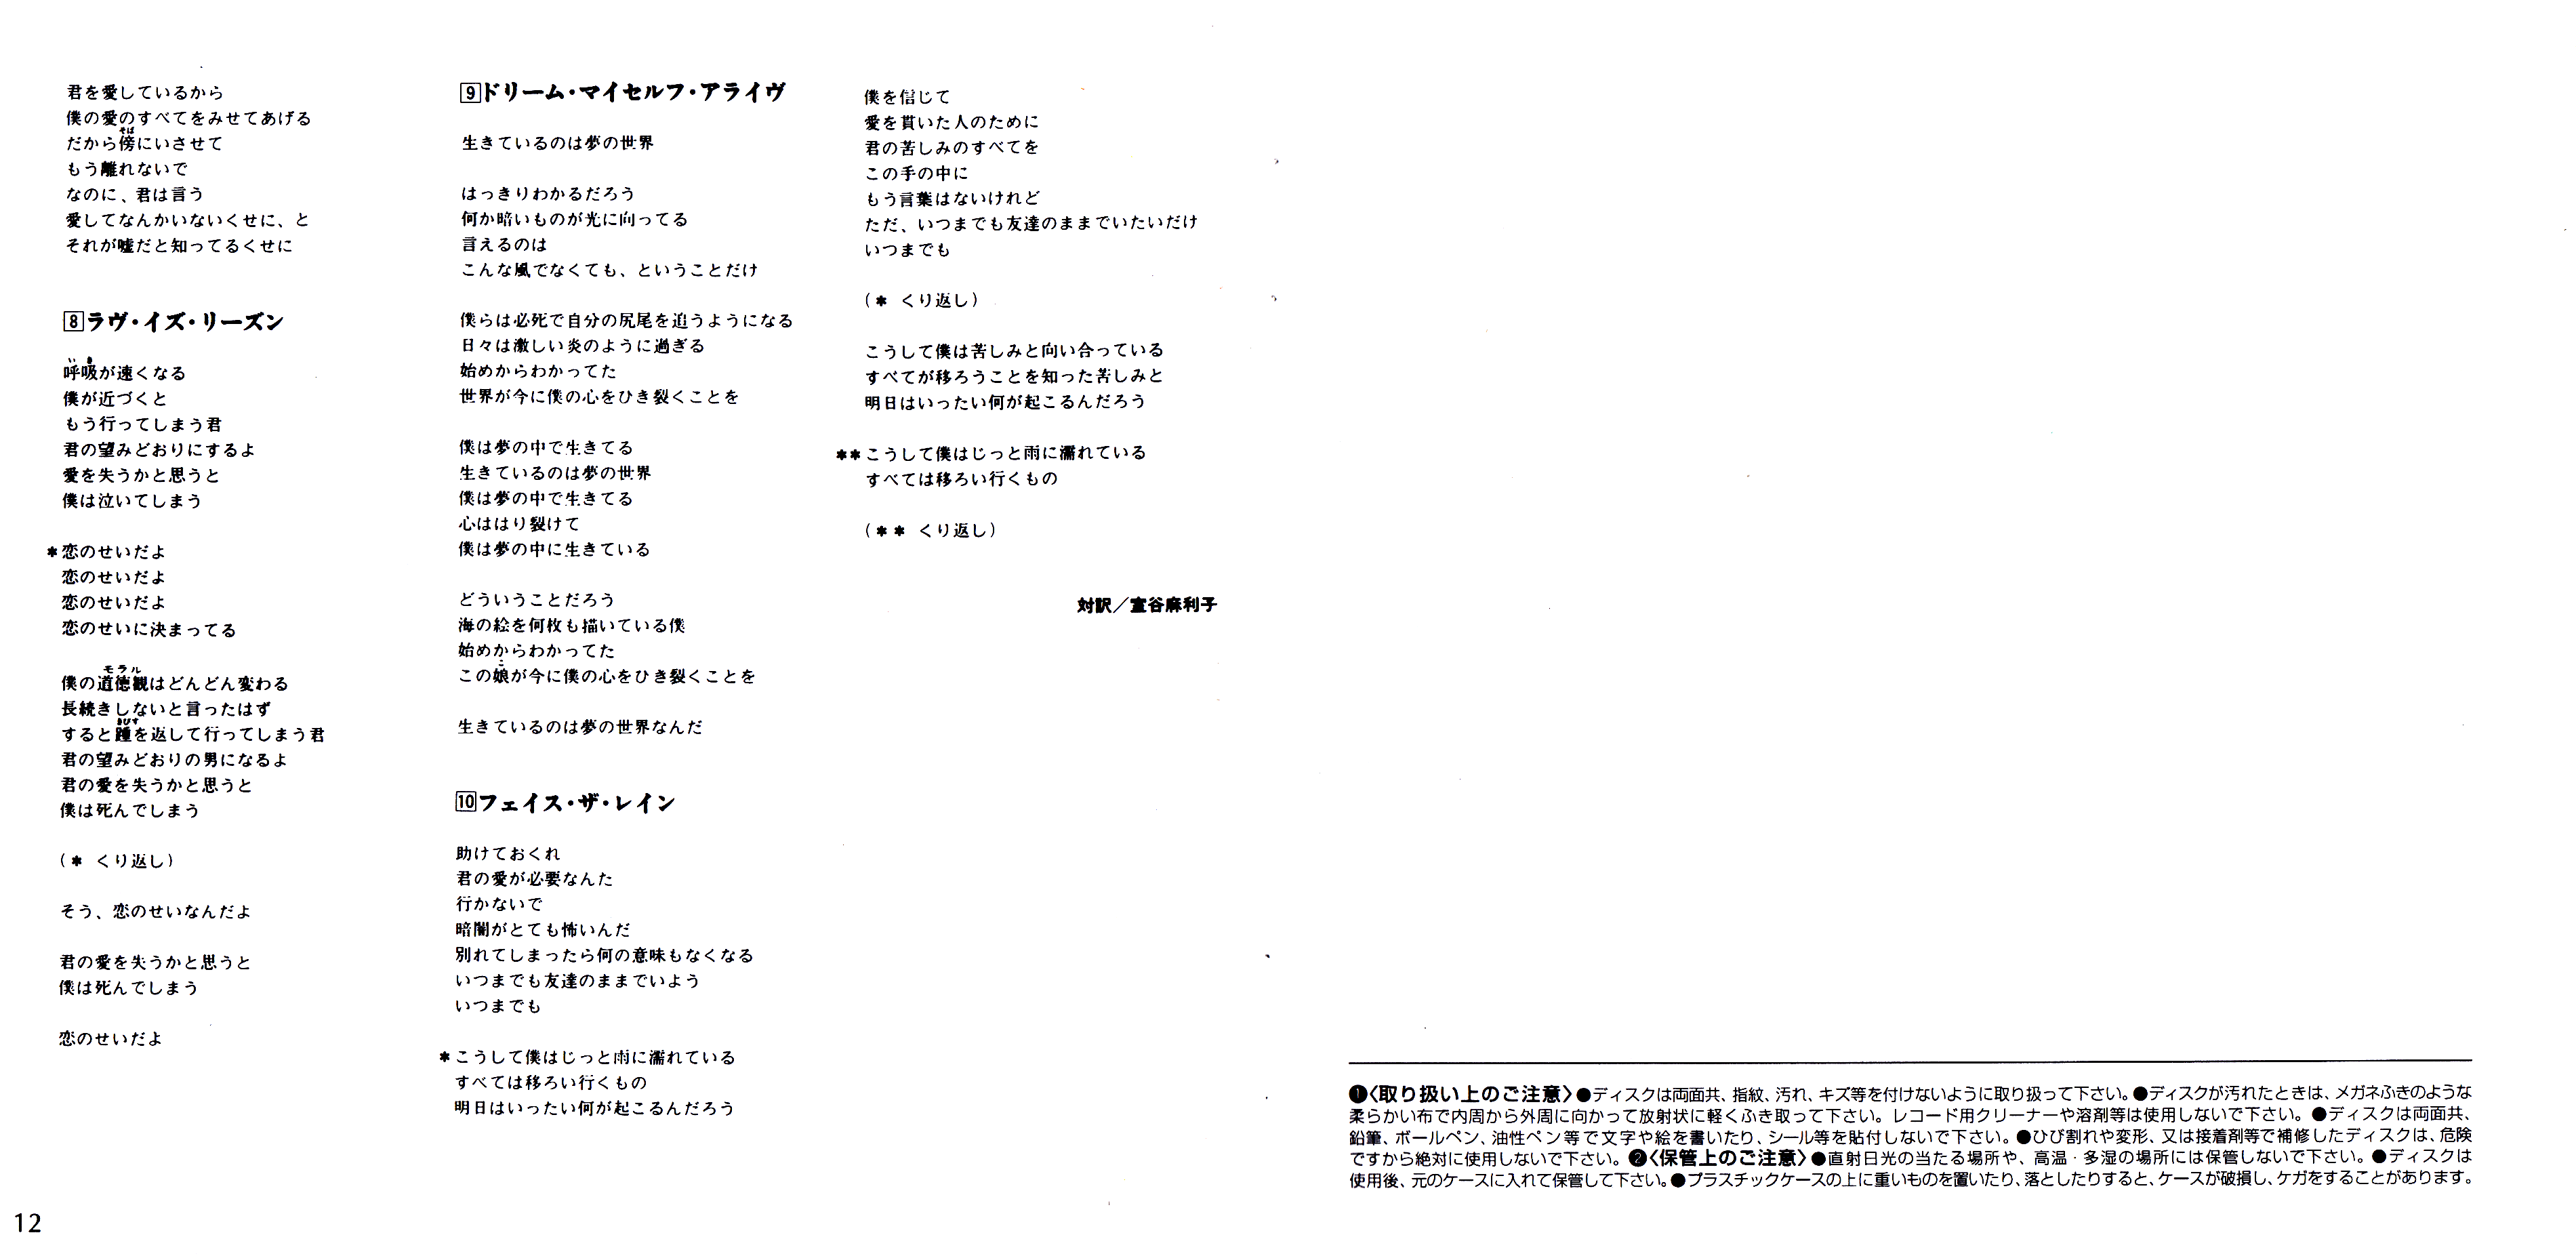 君を愛しているから
僕の愛のすべてをみせてあげる
そば
だから傍にいさせて
もう離れないで
なのに、君は言う
愛してなんかいないくせに、と
それが嘘だと知ってるくせに
8 ラヴ・イズ・リーズン
いき
呼吸が速くなる
僕が近づくと
もう行ってしまう君
君の望みどおりにするよ
愛を失うかと思うと
僕は泣いてしまう
＊恋のせいだよ
恋のせいだよ
恋のせいだよ
恋のせいに決まってる
モラル
僕の道徳観はどんどん変わる
長続きしないと言ったはず
きびす
すると踵を返して行ってしまう君
君の望みどおりの男になるよ
君の愛を失うかと思うと
僕は死んでしまう
（＊ くり返し）
そう、恋のせいなんだよ
君の愛を失うかと思うと
僕は死んでしまう
恋のせいだよ
12
9 ドリーム・マイセルフ・アライヴ
生きているのは夢の世界
はっきりわかるだろう
何か暗いものが光に向ってる
言えるのは
こんな風でなくても、ということだけ
僕らは必死で自分の尻尾を追うようになる
日々は激しい炎のように過ぎる
始めからわかってた
世界が今に僕の心をひき裂くことを
僕は夢の中で生きてる
生きているのは夢の世界
僕は夢の中で生きてる
心ははり裂けて
僕は夢の中に生きている
どういうことだろう
海の絵を何枚も描いている僕
始めからわかってた
こ
この娘が今に僕の心をひき裂くことを
生きているのは夢の世界なんだ
10 フェイス・ザ・レイン
助けておくれ
君の愛が必要なんた
行かないで
暗闇がとても怖いんだ
別れてしまったら何の意味もなくなる
いつまでも友達のままでいよう
いつまでも
＊こうして僕はじっと雨に濡れている
すべては移ろい行くもの
明日はいったい何が起こるんだろう
僕を信じて
愛を貫いた人のために
君の苦しみのすべてを
この手の中に
もう言葉はないけれど
ただ、いつまでも友達のままでいたいだけ
いつまでも
（＊ くり返し）
こうして僕は苦しみと向い合っている
すべてが移ろうことを知った苦しみと
明日はいったい何が起こるんだろう
＊＊こうして僕はじっと雨に濡れている
すべては移ろい行くもの
（＊＊ くり返し）
対訳／室谷麻利子
❶〈取り扱い上のご注意〉●ディスクは両面共、指紋、汚れ、キズ等を付けないように取り扱って下さい。●ディスクが汚れたときは、メガネふきのような
柔らかい布で内周から外周に向かって放射状に軽くふき取って下さい。レコード用クリーナーや溶剤等は使用しないで下さい。●ディスクは両面共、
鉛筆、ボールペン、油性ペン等で文字や絵を書いたり、シール等を貼付しないで下さい。●ひび割れや変形、又は接着剤等で補修したディスクは、危険
ですから絶対に使用しないで下さい。❷〈保管上のご注意〉●直射日光の当たる場所や、高温・多湿の場所には保管しないで下さい。●ディスクは
使用後、元のケースに入れて保管して下さい。●プラスチックケースの上に重いものを置いたり、落としたりすると、ケースが破損し、ケガをすることがあります。